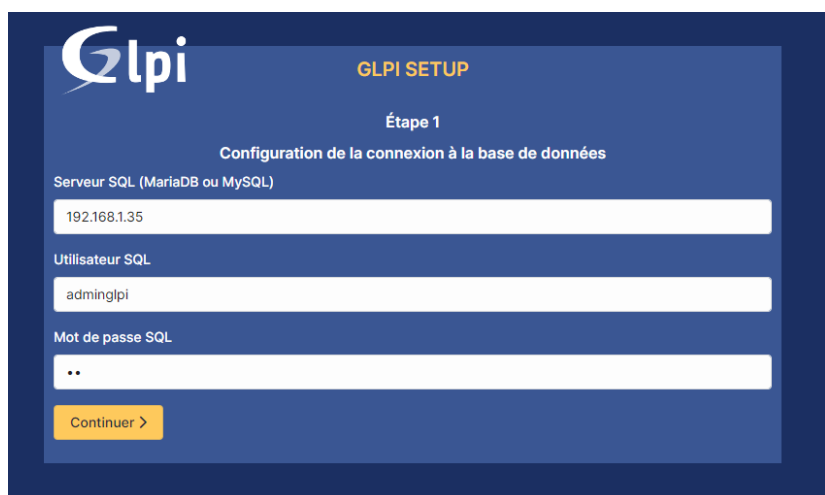 Glpi
GLPI SETUP
Étape 1
Configuration de la connexion à la base de données
Serveur SQL (MariaDB ou MySQL)
192.168.1.35
Utilisateur SQL
adminglpi
Mot de passe SQL
••
Continuer >